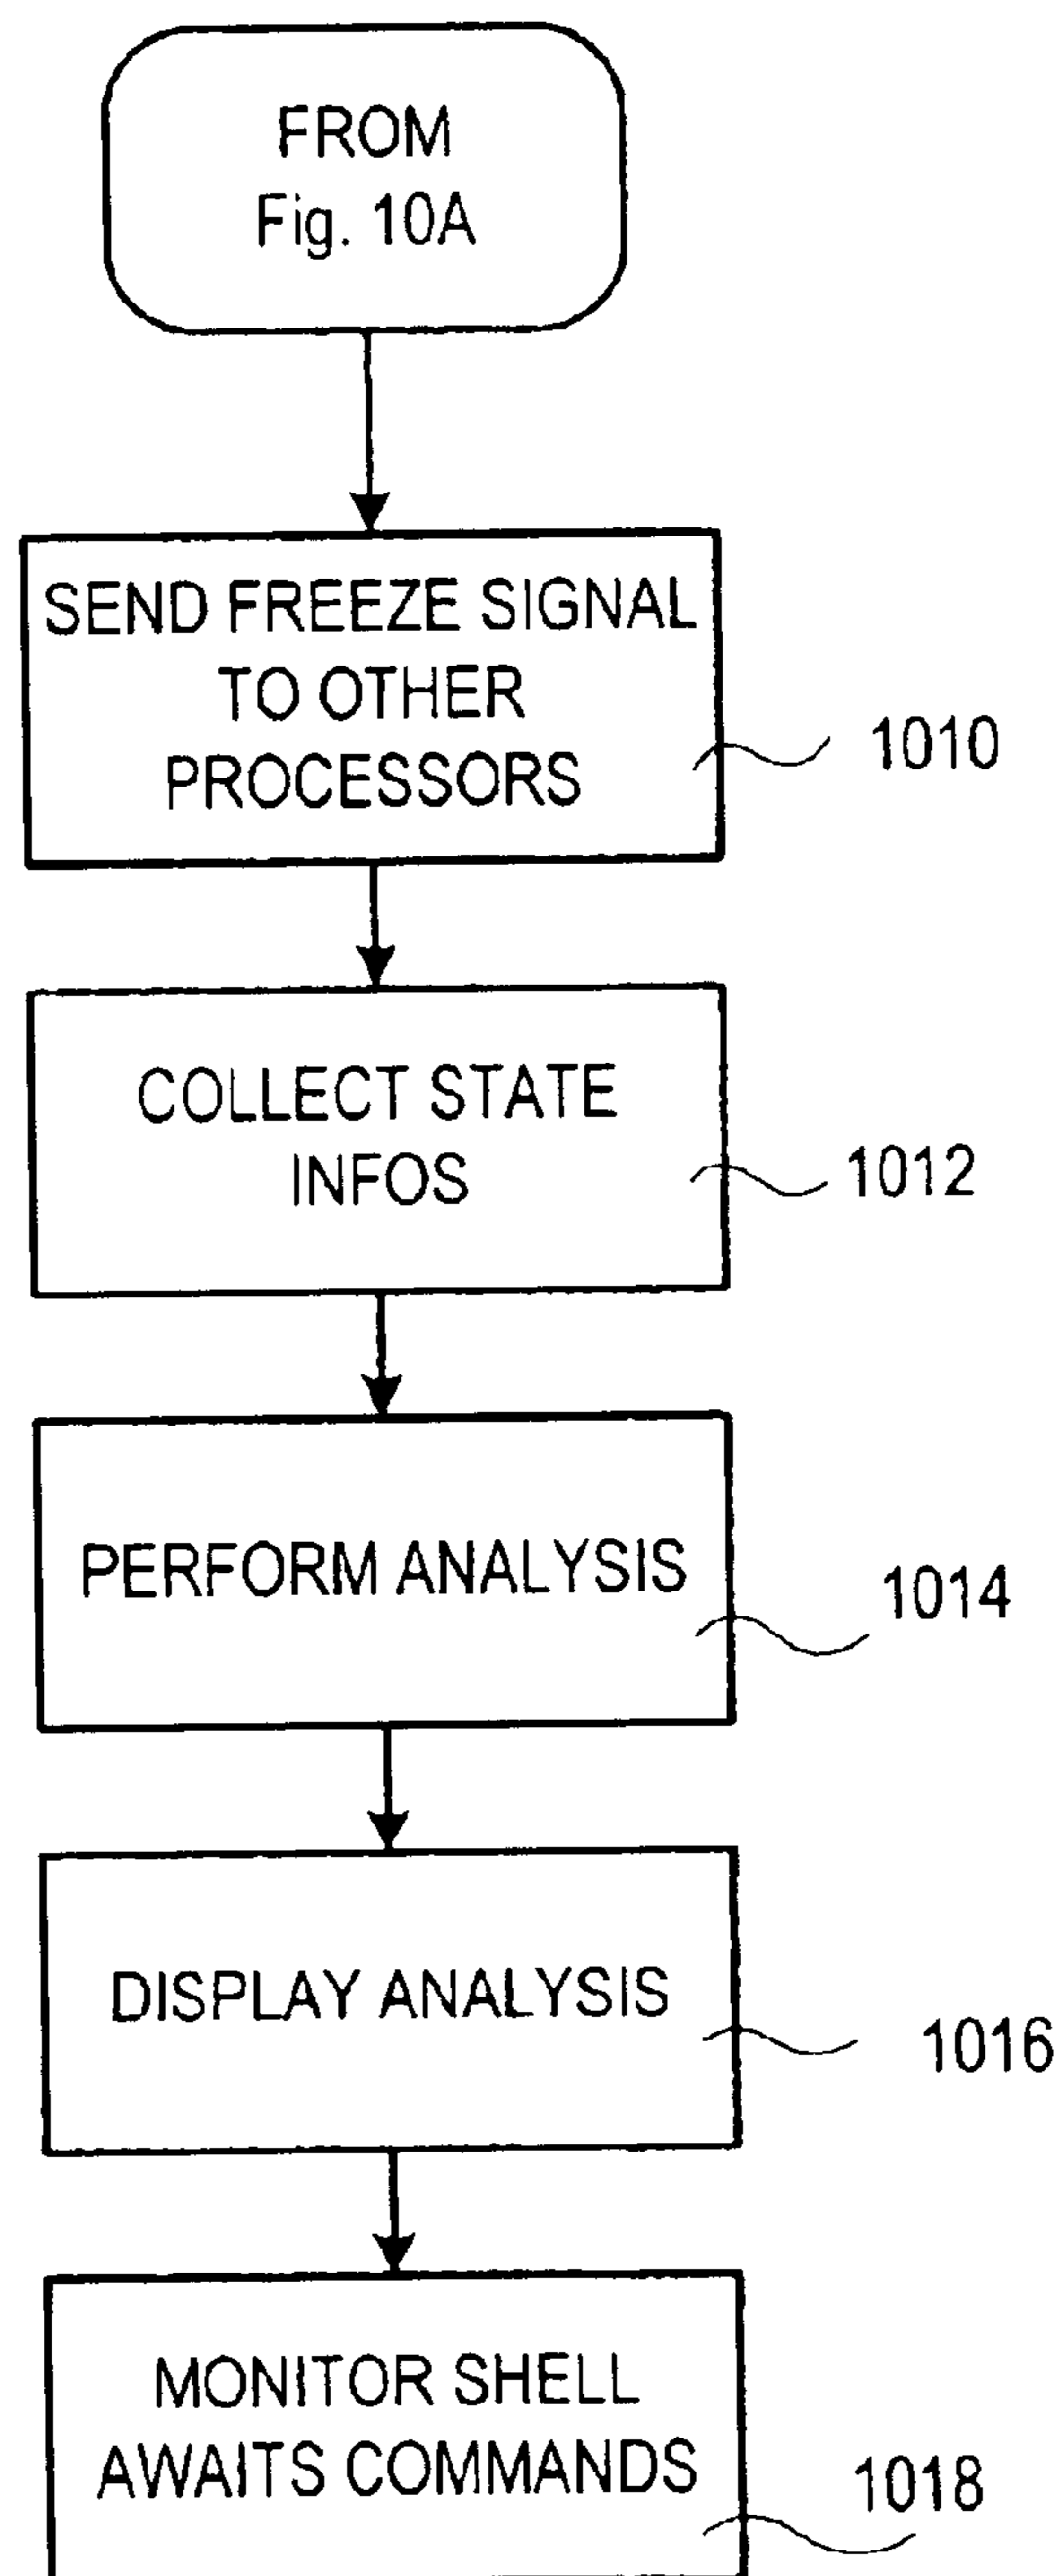 FROM
Fig. 10A
SEND FREEZE SIGNAL
TO OTHER
PROCESSORS
1010
COLLECT STATE
INFOS
1012
PERFORM ANALYSIS
1014
DISPLAY ANALYSIS
1016
MONITOR SHELL
AWAITS COMMANDS
1018